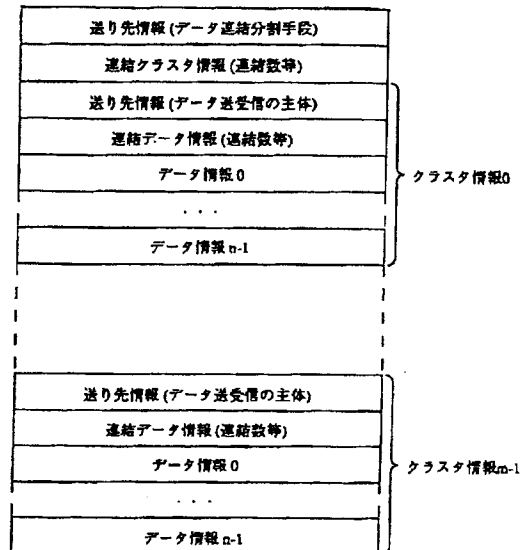 送り先情報 (データ連結分割手段)
連結クラスタ情報 (連結数等)
送り先情報 (データ送受信の主体)
連結データ情報 (連結数等)
データ情報 0
クラスタ情報0
. . .
データ情報 n-1
送り先情報 (データ送受信の主体)
連結データ情報 (連結数等)
データ情報 0
クラスタ情報m-1
. . .
データ情報 n-1